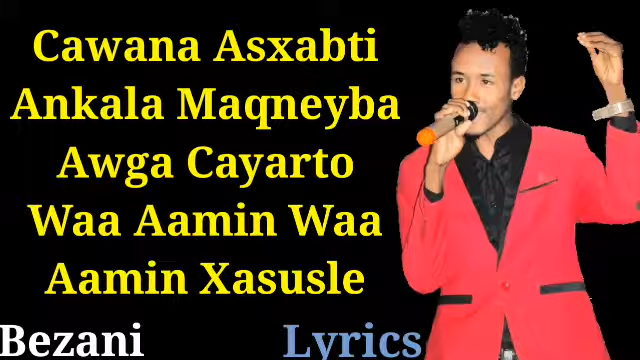 Cawana Asxabti
Ankala Maqneyba
Awga Cayarto
Waa Aamin Waa
Aamin Xasusle
Bezani Lyrics